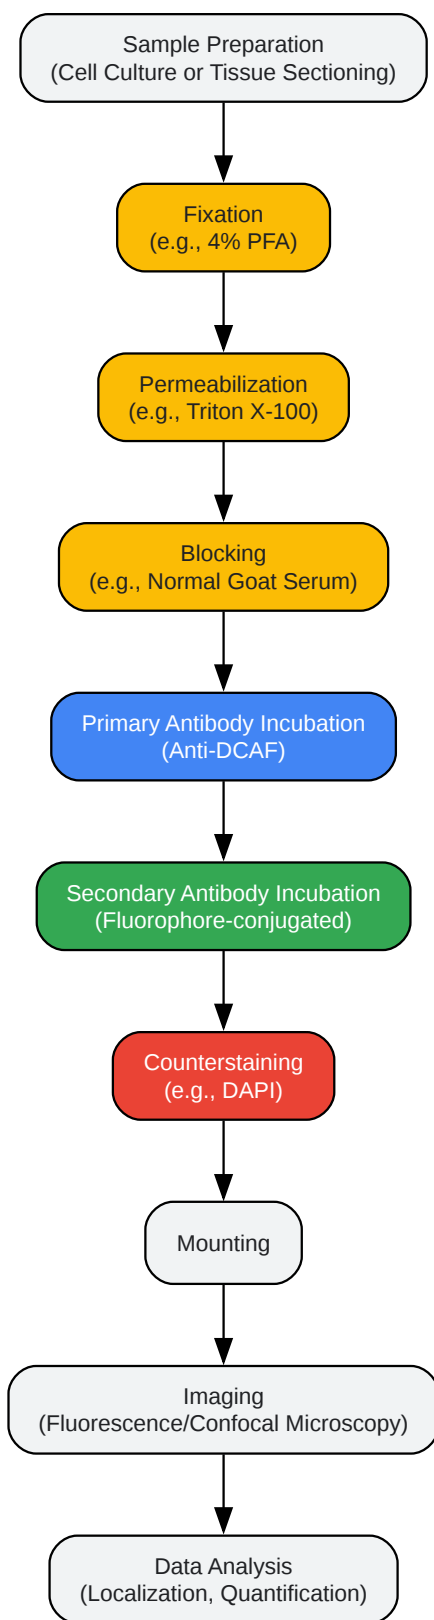 Sample Preparation
(Cell Culture or Tissue Sectioning)
Fixation
(e.g., 4% PFA)
Permeabilization
(e.g., Triton X-100)
Blocking
(e.g., Normal Goat Serum)
Primary Antibody Incubation
(Anti-DCAF)
Secondary Antibody Incubation
(Fluorophore-conjugated)
Counterstaining
(e.g., DAPI)
Mounting
Imaging
(Fluorescence/Confocal Microscopy)
Data Analysis
(Localization, Quantification)